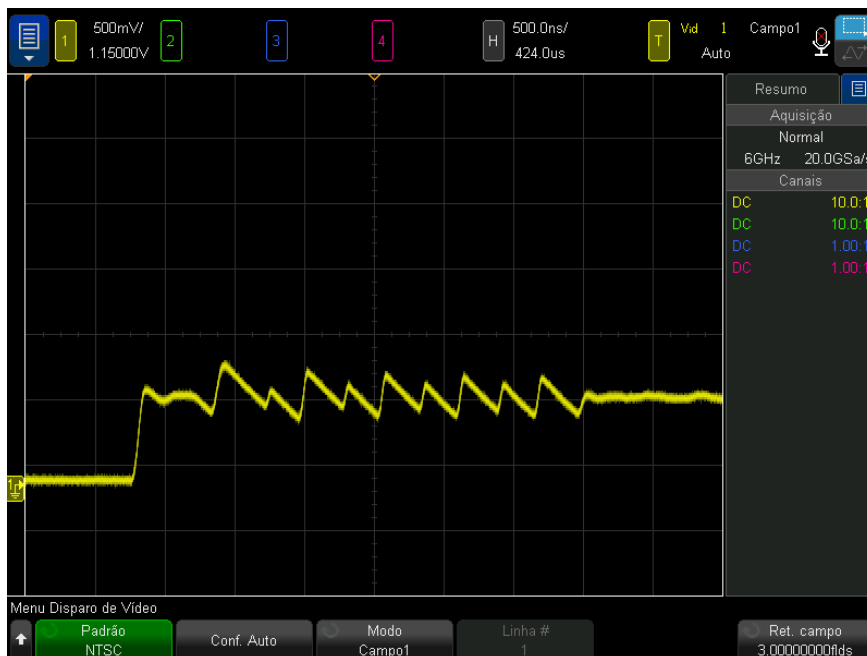 1 500mV/ 2 3 4 H 500.0ns/ T Vid 1 Campo1
1.15000V 424.0us Auto
Resumo
Aquisição
Normal
6GHz 20.0GSa/s
Canais
DC 10.0:1
DC 10.0:1
DC 1.00:1
DC 1.00:1
1
Menu Disparo de Vídeo
Padrão Conf. Auto Modo Linha # Ret. campo
NTSC Campo1 1 3.00000000flds